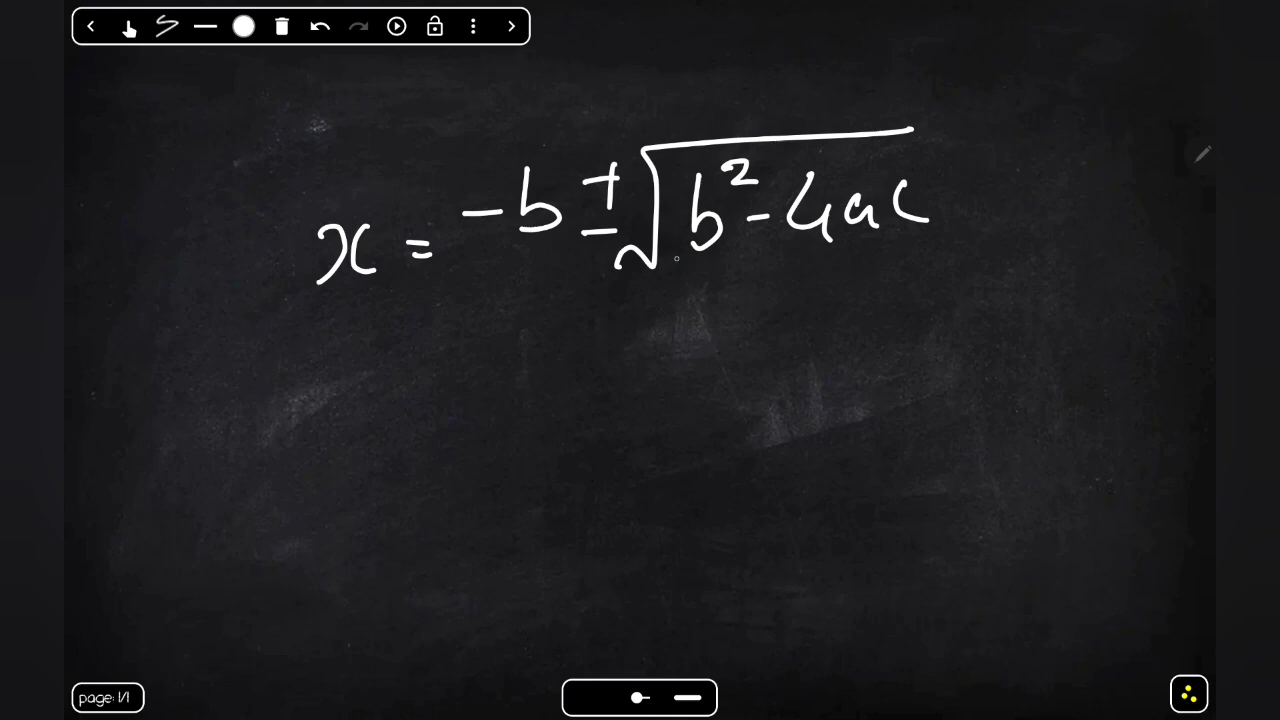 x = -b ± √b² - 4ac
page: 1/1